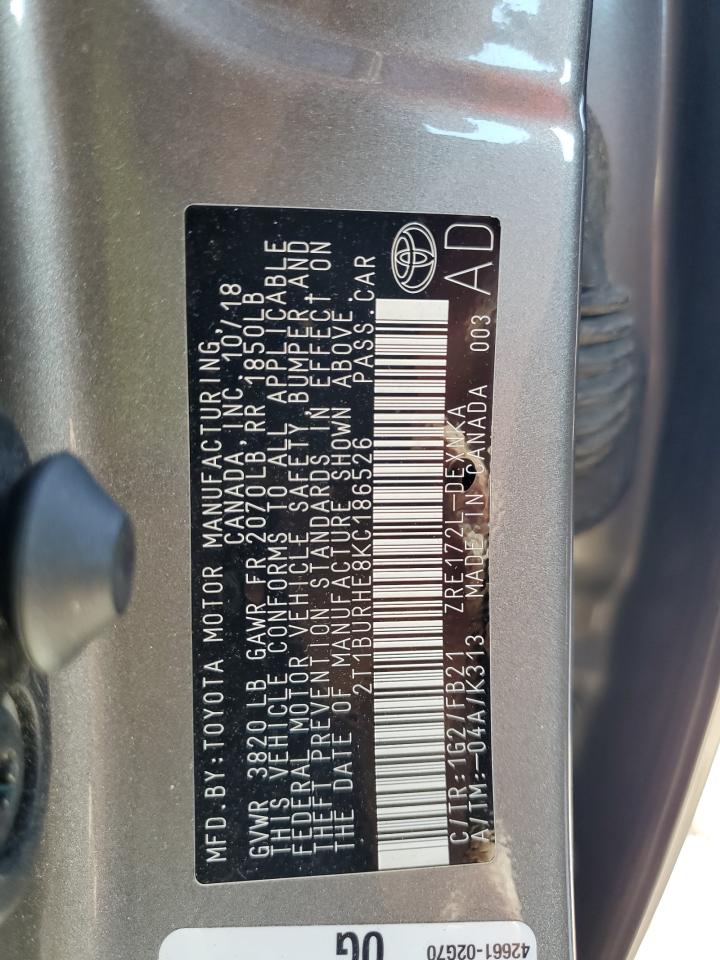 MFD.BY:TOYOTA MOTOR MANUFACTURING,
CANADA,INC. 10/18
GVWR 3820 LB GAWR FR 2070LB,RR 1850LB
THIS VEHICLE CONFORMS TO ALL APPLICABLE
FEDERAL MOTOR VEHICLE SAFETY,BUMPER,AND
THEFT PREVENTION STANDARDS IN EFFECT ON
THE DATE OF MANUFACTURE SHOWN ABOVE.
2T1BURHE8KC186526 PASS.CAR
C/TR:1G2/FB21 ZRE172L-DEXNKA
A/TM:-04A/K313 MADE IN CANADA 003 AD
42661-02G70